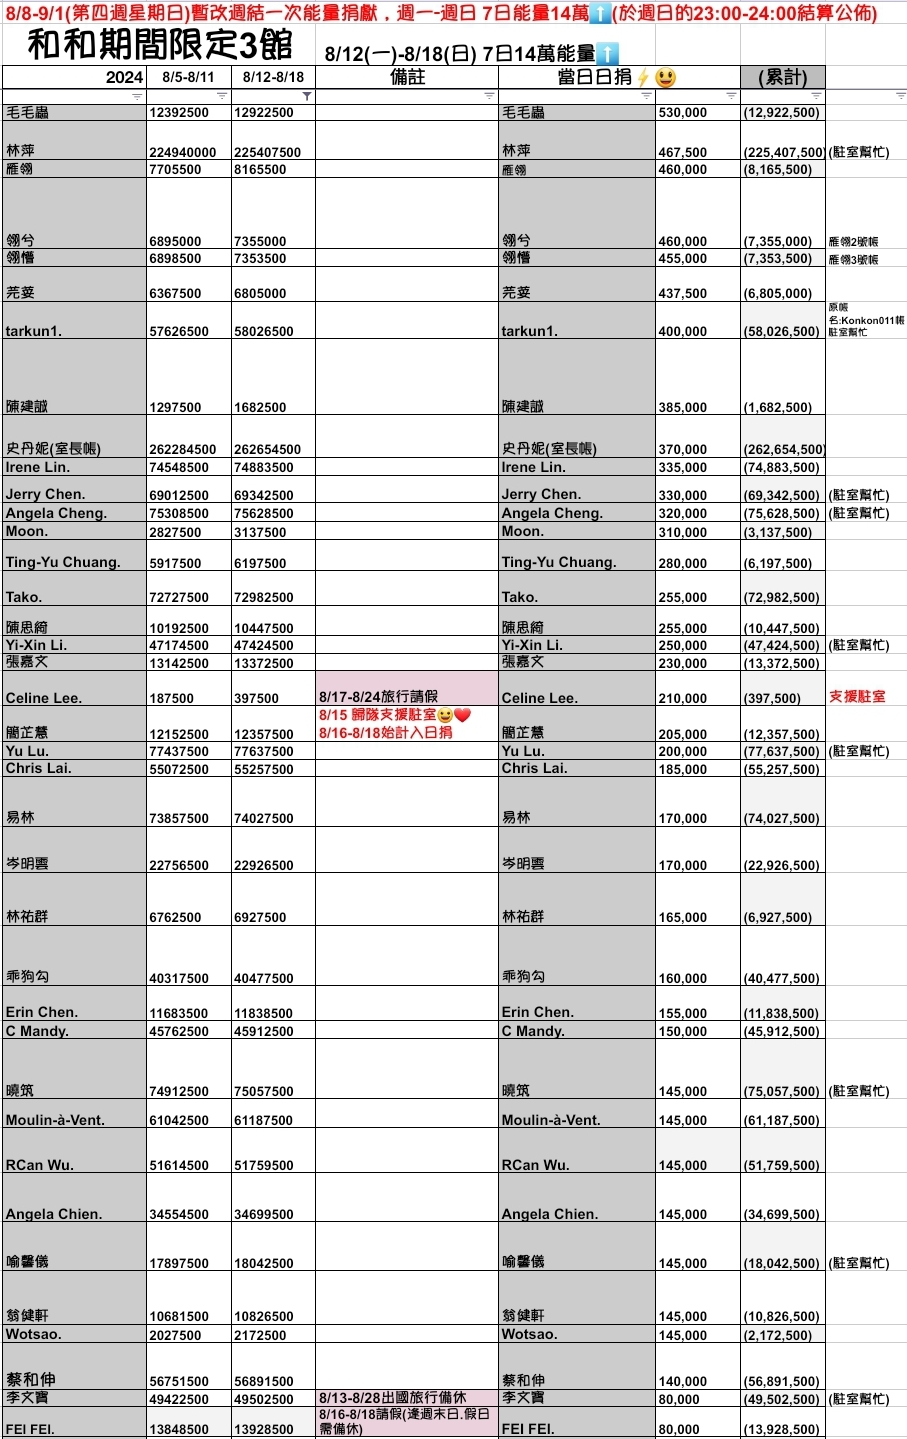 8/8-9/1(第四週星期日)暫改週結一次能量捐獻，週一-週日 7日能量14萬⬆️(於週日的23:00-24:00結算公佈)
和和期間限定3館 8/12(一)-8/18(日) 7日14萬能量⬆️
2024 8/5-8/11 8/12-8/18 備註 當日日捐⚡😃 (累計)
毛毛蟲 12392500 12922500 毛毛蟲 530,000 (12,922,500)
林萍 224940000 225407500 林萍 467,500 (225,407,500) (駐室幫忙)
雁翎 7705500 8165500 雁翎 460,000 (8,165,500)
翎兮 6895000 7355000 翎兮 460,000 (7,355,000) 雁翎2號帳
翎懵 6898500 7353500 翎懵 455,000 (7,353,500) 雁翎3號帳
芫荽 6367500 6805000 芫荽 437,500 (6,805,000)
原帳
名:Konkon011帳
駐室幫忙
tarkun1. 57626500 58026500 tarkun1. 400,000 (58,026,500)
陳建誠 1297500 1682500 陳建誠 385,000 (1,682,500)
史丹妮(室長帳) 262284500 262654500 史丹妮(室長帳) 370,000 (262,654,500)
Irene Lin. 74548500 74883500 Irene Lin. 335,000 (74,883,500)
Jerry Chen. 69012500 69342500 Jerry Chen. 330,000 (69,342,500) (駐室幫忙)
Angela Cheng. 75308500 75628500 Angela Cheng. 320,000 (75,628,500) (駐室幫忙)
Moon. 2827500 3137500 Moon. 310,000 (3,137,500)
Ting-Yu Chuang. 5917500 6197500 Ting-Yu Chuang. 280,000 (6,197,500)
Tako. 72727500 72982500 Tako. 255,000 (72,982,500)
陳思綺 10192500 10447500 陳思綺 255,000 (10,447,500)
Yi-Xin Li. 47174500 47424500 Yi-Xin Li. 250,000 (47,424,500) (駐室幫忙)
張嘉文 13142500 13372500 張嘉文 230,000 (13,372,500)
Celine Lee. 187500 397500 8/17-8/24旅行請假 Celine Lee. 210,000 (397,500) 支援駐室
8/15 歸隊支援駐室😆❤️
8/16-8/18始計入日捐
簡芷慧 12152500 12357500 簡芷慧 205,000 (12,357,500)
Yu Lu. 77437500 77637500 Yu Lu. 200,000 (77,637,500) (駐室幫忙)
Chris Lai. 55072500 55257500 Chris Lai. 185,000 (55,257,500)
易林 73857500 74027500 易林 170,000 (74,027,500)
岑明雲 22756500 22926500 岑明雲 170,000 (22,926,500)
林祐群 6762500 6927500 林祐群 165,000 (6,927,500)
乖狗勾 40317500 40477500 乖狗勾 160,000 (40,477,500)
Erin Chen. 11683500 11838500 Erin Chen. 155,000 (11,838,500)
C Mandy. 45762500 45912500 C Mandy. 150,000 (45,912,500)
曉筑 74912500 75057500 曉筑 145,000 (75,057,500) (駐室幫忙)
Moulin-à-Vent. 61042500 61187500 Moulin-à-Vent. 145,000 (61,187,500)
RCan Wu. 51614500 51759500 RCan Wu. 145,000 (51,759,500)
Angela Chien. 34554500 34699500 Angela Chien. 145,000 (34,699,500)
喻馨儀 17897500 18042500 喻馨儀 145,000 (18,042,500) (駐室幫忙)
翁健軒 10681500 10826500 翁健軒 145,000 (10,826,500)
Wotsao. 2027500 2172500 Wotsao. 145,000 (2,172,500)
蔡和伸 56751500 56891500 蔡和伸 140,000 (56,891,500)
李文寶 49422500 49502500 8/13-8/28出國旅行備休 李文寶 80,000 (49,502,500) (駐室幫忙)
8/16-8/18請假(逢週末日.假日
需備休)
FEI FEI. 13848500 13928500 FEI FEI. 80,000 (13,928,500)